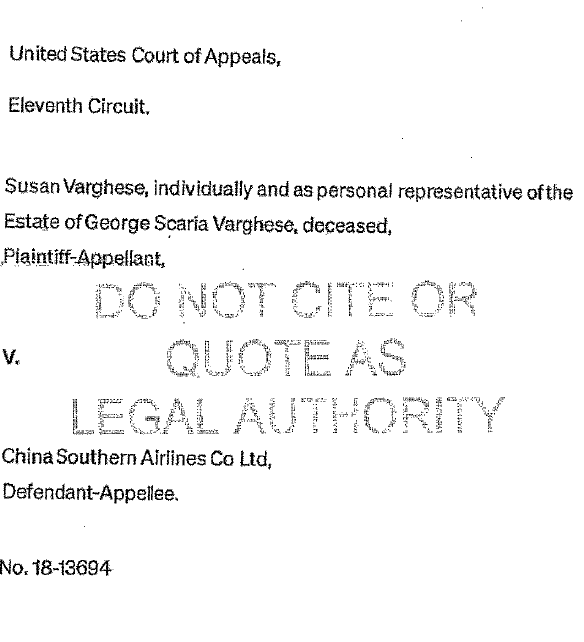 United States Court of Appeals,
Eleventh Circuit.
Susan Varghese, individually and as personal representative of the
Estate of George Scaria Varghese, deceased,
Plaintiff-Appellant,
DO NOT CITE OR
v.
QUOTE AS
LEGAL AUTHORITY
China Southern Airlines Co Ltd,
Defendant-Appellee.
No. 18-13694